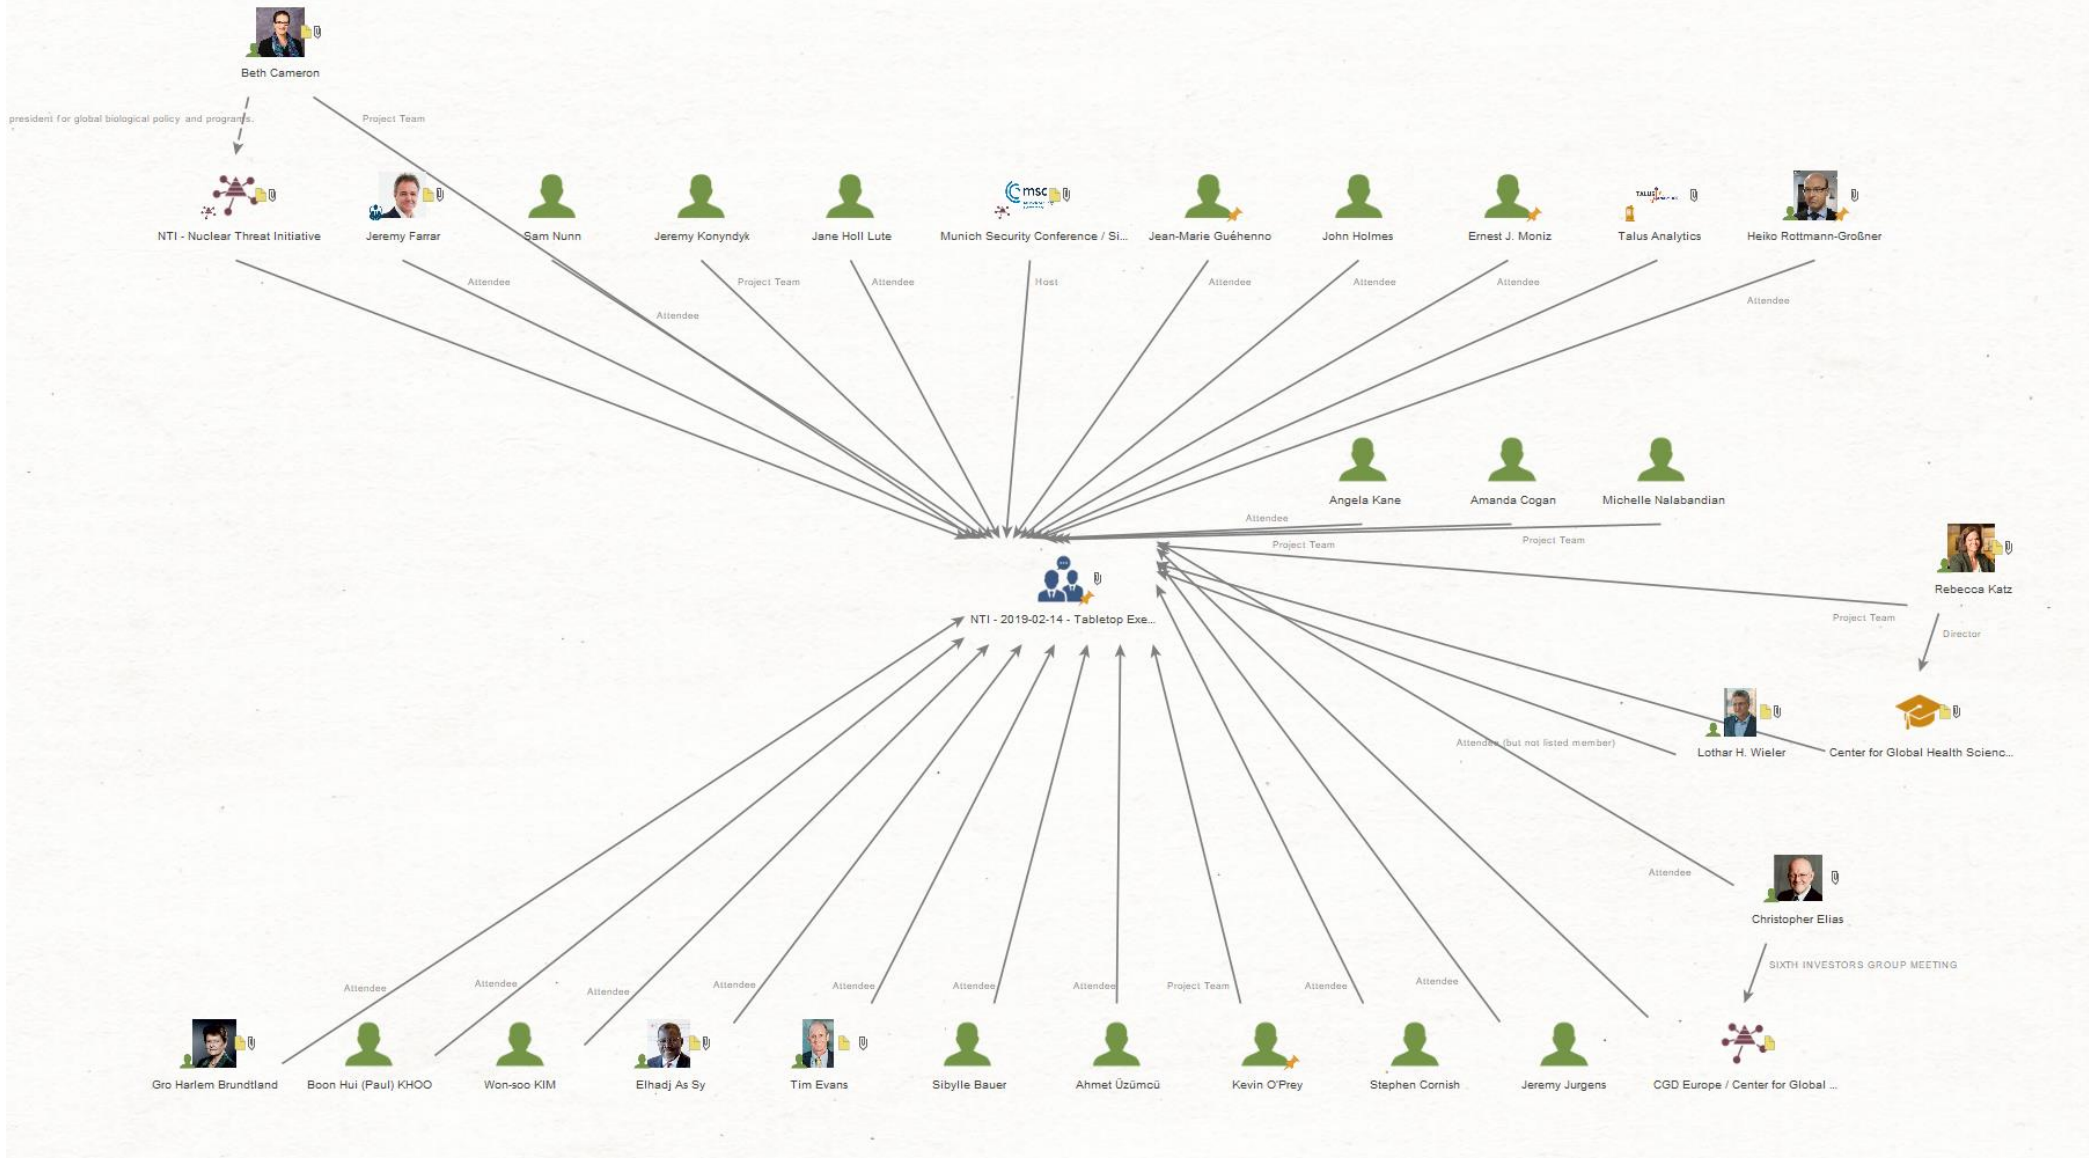 Beth Cameron
president for global biological policy and programs.
Project Team
msc
TALUS
NTI - Nuclear Threat Initiative
Jeremy Farrar
Sam Nunn
Jeremy Konyndyk
Jane Holl Lute
Munich Security Conference / Si...
Jean-Marie Guéhenno
John Holmes
Ernest J. Moniz
Talus Analytics
Heiko Rottmann-Großner
Attendee
Project Team
Attendee
Host
Attendee
Attendee
Attendee
Attendee
Attendee
Angela Kane
Amanda Cogan
Michelle Nalabandian
Attendee
Project Team
Project Team
Rebecca Katz
NTI - 2019-02-14 - Tabletop Exe...
Project Team
Director
Attendee (but not listed member)
Lothar H. Wieler
Center for Global Health Scienc...
Attendee
Christopher Elias
SIXTH INVESTORS GROUP MEETING
Attendee
Attendee
Attendee
Attendee
Attendee
Attendee
Attendee
Project Team
Attendee
Attendee
Gro Harlem Brundtland
Boon Hui (Paul) KHOO
Won-soo KIM
Elhadj As Sy
Tim Evans
Sibylle Bauer
Ahmet Üzümcü
Kevin O'Prey
Stephen Cornish
Jeremy Jurgens
CGD Europe / Center for Global ...